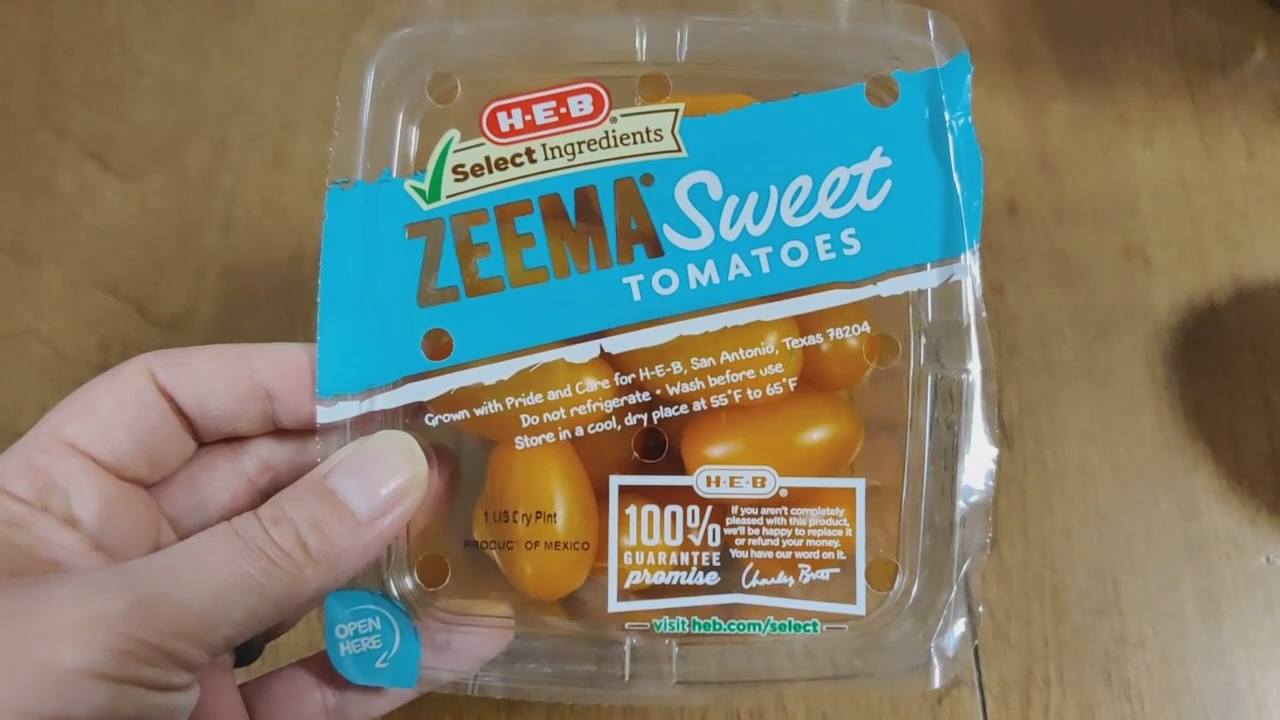 H-E-B®
Select Ingredients
ZEEMA® Sweet
TOMATOES
Grown with Pride and Care for H-E-B, San Antonio, Texas 78204
Do not refrigerate • Wash before use
Store in a cool, dry place at 55°F to 65°F
1 US Dry Pint
PRODUCT OF MEXICO
H-E-B®
100%
GUARANTEE
promise
If you aren't completely
pleased with this product,
we'll be happy to replace it
or refund your money.
You have our word on it.
Charles Butt
visit heb.com/select
OPEN
HERE